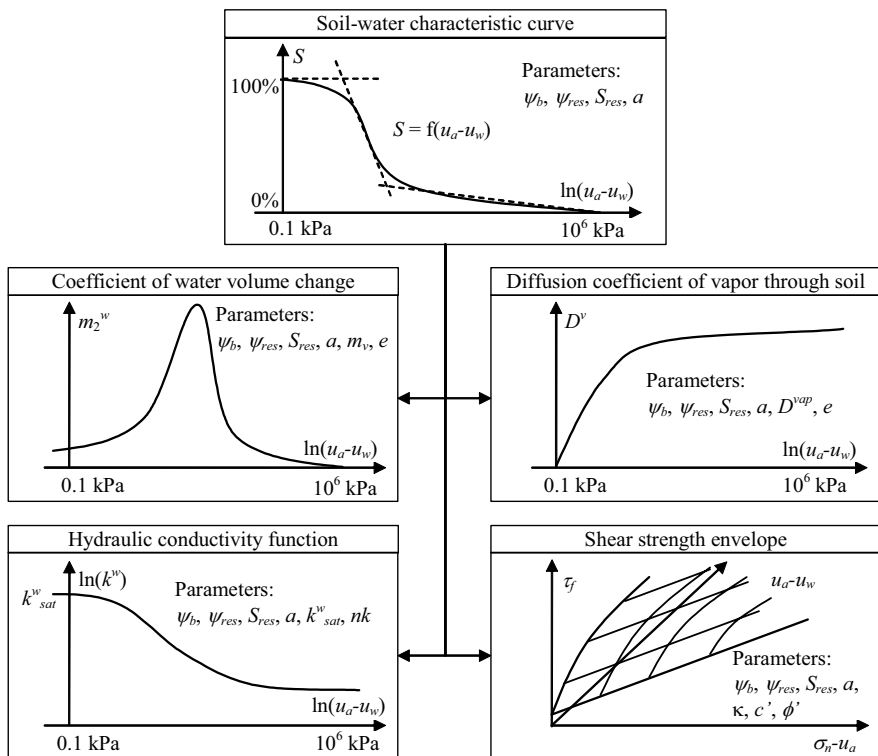 Soil-water characteristic curve
S
100%
Parameters:
ψb, ψres, Sres, a
S = f(ua-uw)
0%
ln(ua-uw)
0.1 kPa
10⁶ kPa
Coefficient of water volume change
m₂ʷ
Parameters:
ψb, ψres, Sres, a, mv, e
ln(ua-uw)
0.1 kPa
10⁶ kPa
Diffusion coefficient of vapor through soil
Dᵛ
Parameters:
ψb, ψres, Sres, a, Dᵛᵃᵖ, e
ln(ua-uw)
0.1 kPa
10⁶ kPa
Hydraulic conductivity function
ln(kʷ)
kʷsat
Parameters:
ψb, ψres, Sres, a, kʷsat, nk
ln(ua-uw)
0.1 kPa
10⁶ kPa
Shear strength envelope
τf
ua-uw
Parameters:
ψb, ψres, Sres, a,
κ, c’, ϕ’
σn-ua